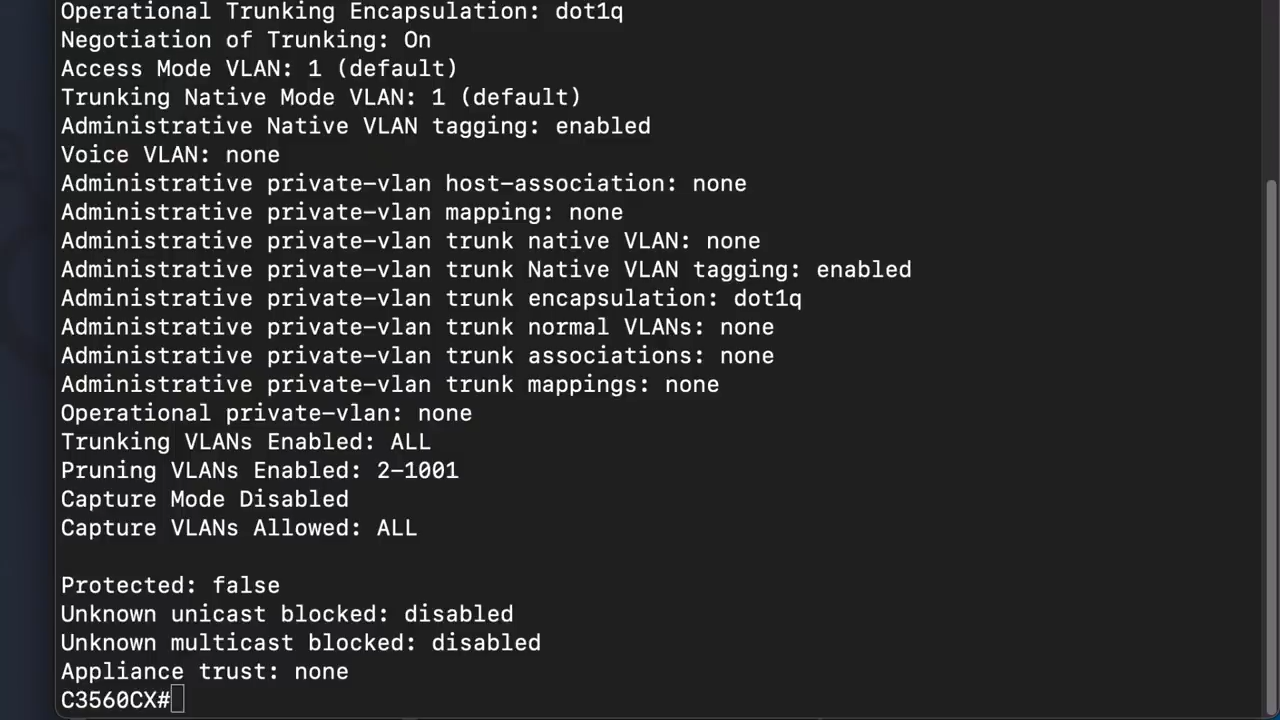 Operational Trunking Encapsulation: dot1q
Negotiation of Trunking: On
Access Mode VLAN: 1 (default)
Trunking Native Mode VLAN: 1 (default)
Administrative Native VLAN tagging: enabled
Voice VLAN: none
Administrative private-vlan host-association: none
Administrative private-vlan mapping: none
Administrative private-vlan trunk native VLAN: none
Administrative private-vlan trunk Native VLAN tagging: enabled
Administrative private-vlan trunk encapsulation: dot1q
Administrative private-vlan trunk normal VLANs: none
Administrative private-vlan trunk associations: none
Administrative private-vlan trunk mappings: none
Operational private-vlan: none
Trunking VLANs Enabled: ALL
Pruning VLANs Enabled: 2-1001
Capture Mode Disabled
Capture VLANs Allowed: ALL

Protected: false
Unknown unicast blocked: disabled
Unknown multicast blocked: disabled
Appliance trust: none
C3560CX#